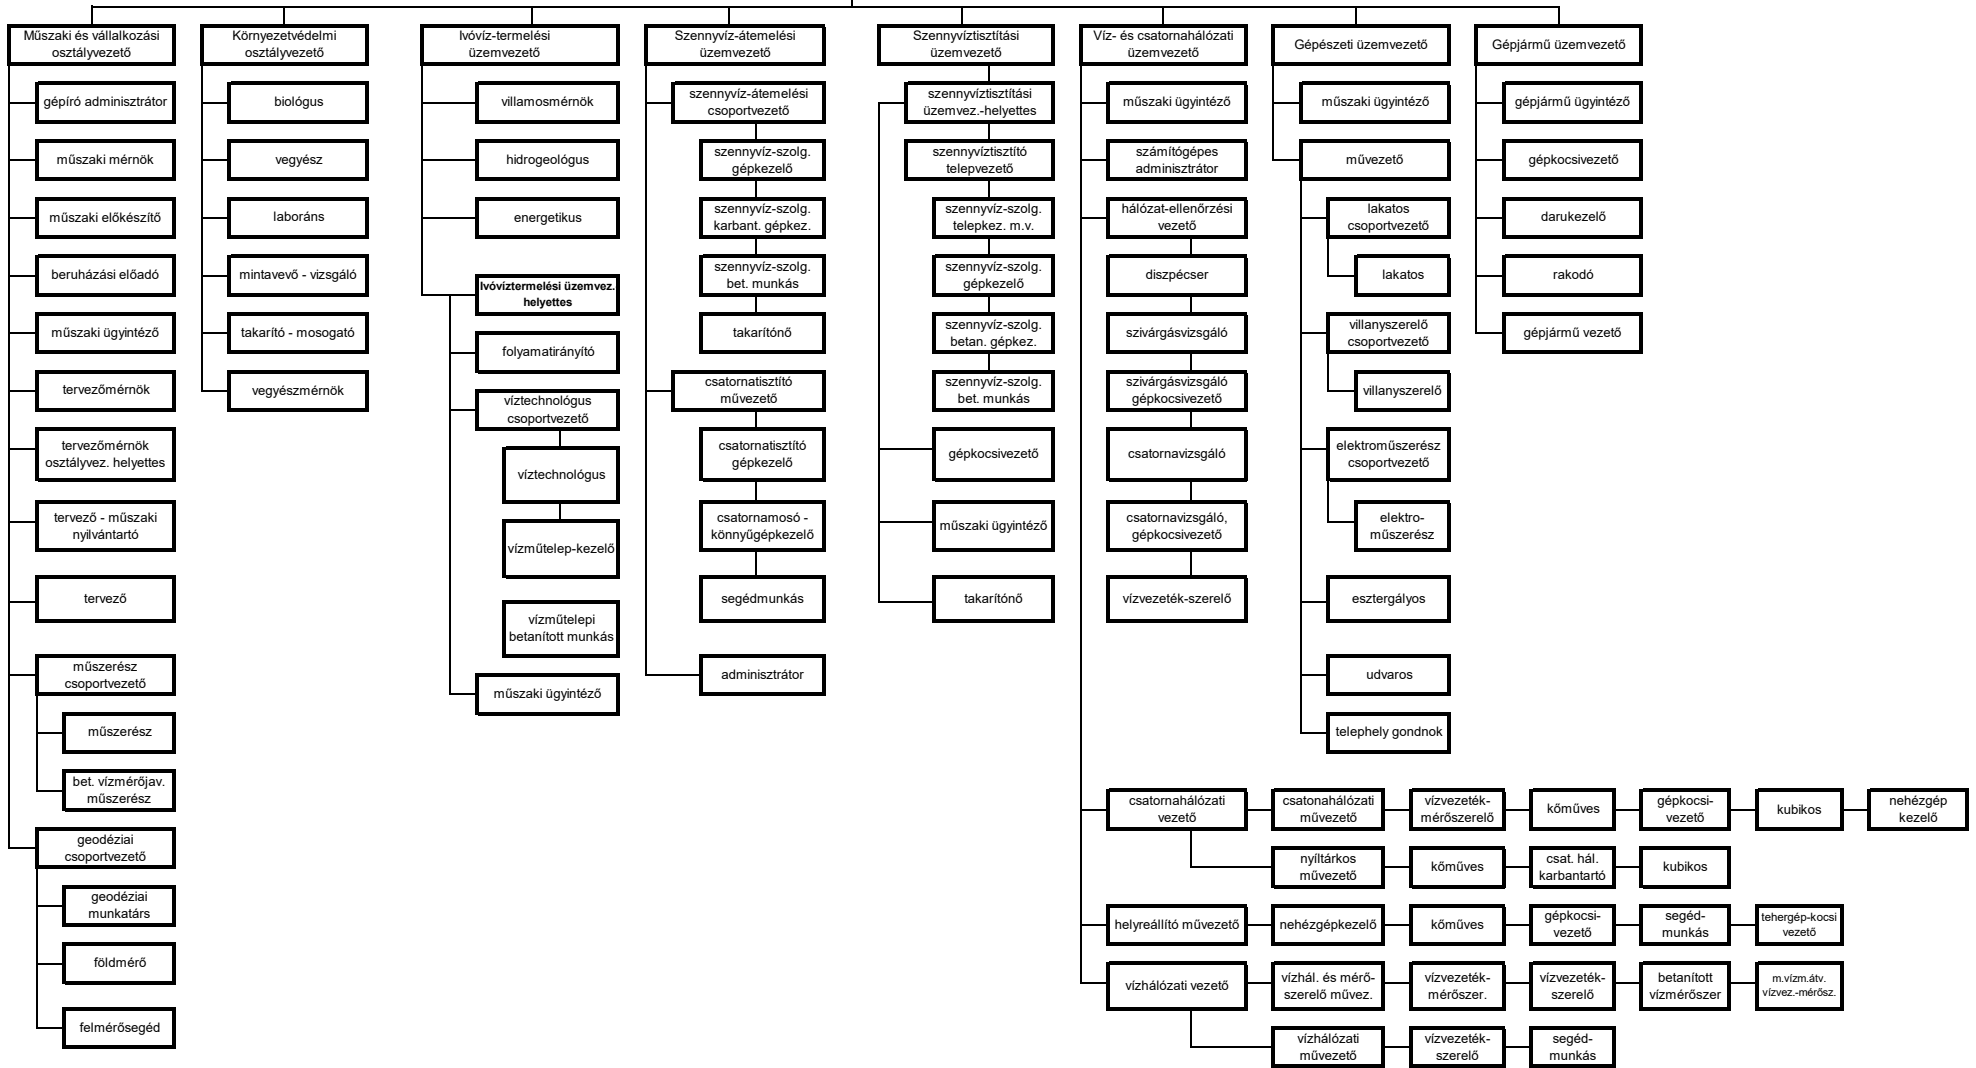 Műszaki és vállalkozási
osztályvezető
gépíró adminisztrátor
műszaki mérnök
műszaki előkészítő
beruházási előadó
műszaki ügyintéző
tervezőmérnök
tervezőmérnök
osztályvez. helyettes
tervező - műszaki
nyilvántartó
tervező
műszerész
csoportvezető
műszerész
bet. vízmérőjav.
műszerész
geodéziai
csoportvezető
geodéziai
munkatárs
földmérő
felmérősegéd
Környezetvédelmi
osztályvezető
biológus
vegyész
laboráns
mintavevő - vizsgáló
takarító - mosogató
vegyészmérnök
Ivóvíz-termelési
üzemvezető
villamosmérnök
hidrogeológus
energetikus
Ivóvíztermelési üzemvez.
helyettes
folyamatirányító
víztechnológus
csoportvezető
víztechnológus
vízműtelep-kezelő
vízműtelepi
betanított munkás
műszaki ügyintéző
Szennyvíz-átemelési
üzemvezető
szennyvíz-átemelési
csoportvezető
szennyvíz-szolg.
gépkezelő
szennyvíz-szolg.
karbant. gépkez.
szennyvíz-szolg.
bet. munkás
takarítónő
csatornatisztító
művezető
csatornatisztító
gépkezelő
csatornamosó -
könnyűgépkezelő
segédmunkás
adminisztrátor
Szennyvíztisztítási
üzemvezető
szennyvíztisztítási
üzemvez.-helyettes
szennyvíztisztító
telepvezető
szennyvíz-szolg.
telepkez. m.v.
szennyvíz-szolg.
gépkezelő
szennyvíz-szolg.
betan. gépkez.
szennyvíz-szolg.
bet. munkás
gépkocsivezető
műszaki ügyintéző
takarítónő
Víz- és csatornahálózati
üzemvezető
műszaki ügyintéző
számítógépes
adminisztrátor
hálózat-ellenőrzési
vezető
diszpécser
szivárgásvizsgáló
szivárgásvizsgáló
gépkocsivezető
csatornavizsgáló
csatornavizsgáló,
gépkocsivezető
vízvezeték-szerelő
Gépészeti üzemvezető
műszaki ügyintéző
művezető
lakatos
csoportvezető
lakatos
villanyszerelő
csoportvezető
villanyszerelő
elektroműszerész
csoportvezető
elektro-
műszerész
esztergályos
udvaros
telephely gondnok
Gépjármű üzemvezető
gépjármű ügyintéző
gépkocsivezető
darukezelő
rakodó
gépjármű vezető
csatornahálózati
vezető
csatonahálózati
művezető
vízvezeték-
mérőszerelő
kőműves
gépkocsi-
vezető
kubikos
nehézgép
kezelő
nyíltárkos
művezető
kőműves
csat. hál.
karbantartó
kubikos
helyreállító művezető
nehézgépkezelő
kőműves
gépkocsi-
vezető
segéd-
munkás
tehergép-kocsi
vezető
vízhálózati vezető
vízhál. és mérő-
szerelő művez.
vízvezeték-
mérőszer.
vízvezeték-
szerelő
betanított
vízmérőszer
m.vízm.átv.
vízvez.-mérősz.
vízhálózati
művezető
vízvezeték-
szerelő
segéd-
munkás